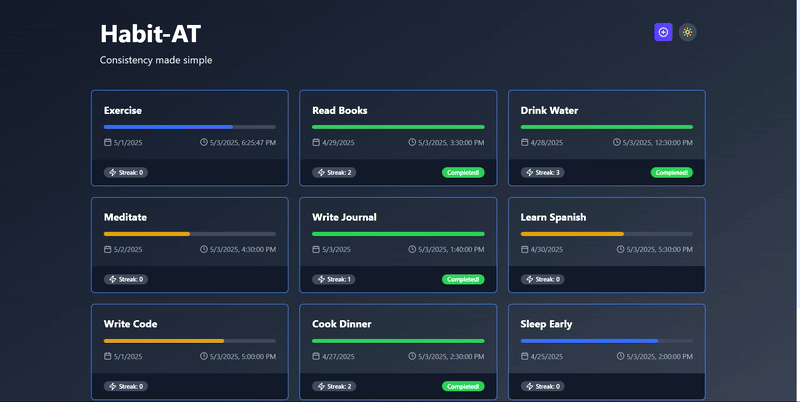 Habit-AT
Consistency made simple
Exercise
5/1/2025 5/3/2025, 6:25:47 PM
Streak: 0
Read Books
4/29/2025 5/3/2025, 3:30:00 PM
Streak: 2 Completed!
Drink Water
4/28/2025 5/3/2025, 12:30:00 PM
Streak: 3 Completed!
Meditate
5/2/2025 5/3/2025, 4:30:00 PM
Streak: 0
Write Journal
5/3/2025 5/3/2025, 1:40:00 PM
Streak: 1 Completed!
Learn Spanish
4/30/2025 5/3/2025, 5:30:00 PM
Streak: 0
Write Code
5/1/2025 5/3/2025, 5:00:00 PM
Streak: 0
Cook Dinner
4/27/2025 5/3/2025, 2:30:00 PM
Streak: 2 Completed!
Sleep Early
4/25/2025 5/3/2025, 2:00:00 PM
Streak: 0